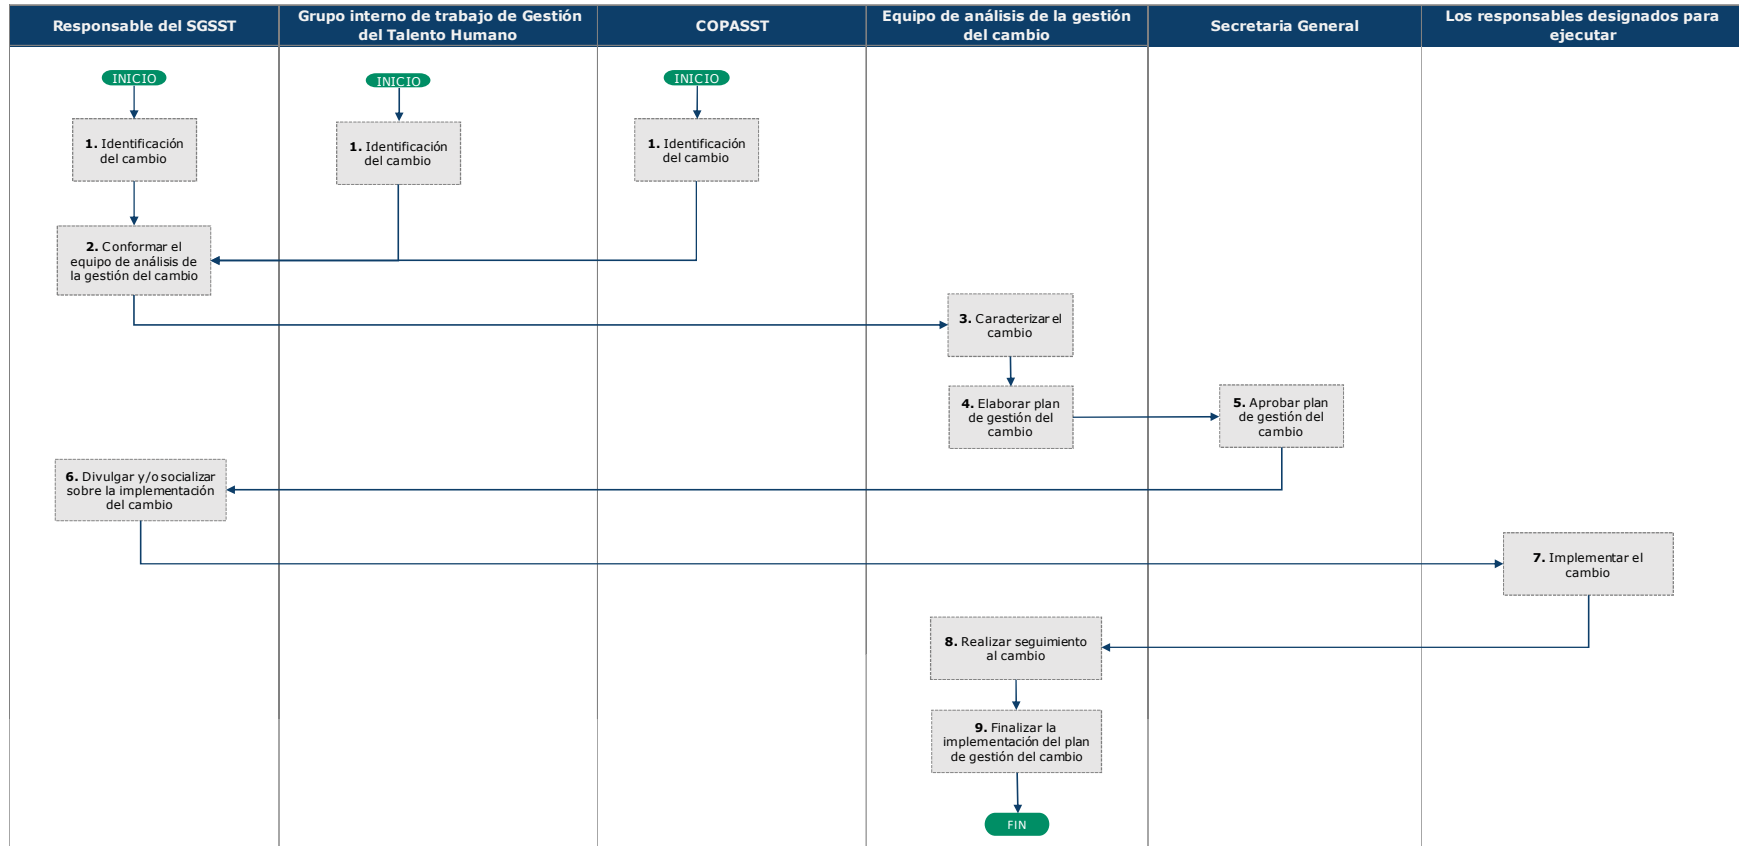 Responsable del SGSST
Grupo interno de trabajo de Gestión
del Talento Humano
COPASST
Equipo de análisis de la gestión
del cambio
Secretaria General
Los responsables designados para
ejecutar
INICIO
INICIO
INICIO
1. Identificación
del cambio
1. Identificación
del cambio
1. Identificación
del cambio
2. Conformar el
equipo de análisis de
la gestión del cambio
3. Caracterizar el
cambio
4. Elaborar plan
de gestión del
cambio
5. Aprobar plan
de gestión del
cambio
6. Divulgar y/o socializar
sobre la implementación
del cambio
7. Implementar el
cambio
8. Realizar seguimiento
al cambio
9. Finalizar la
implementación del plan
de gestión del cambio
FIN